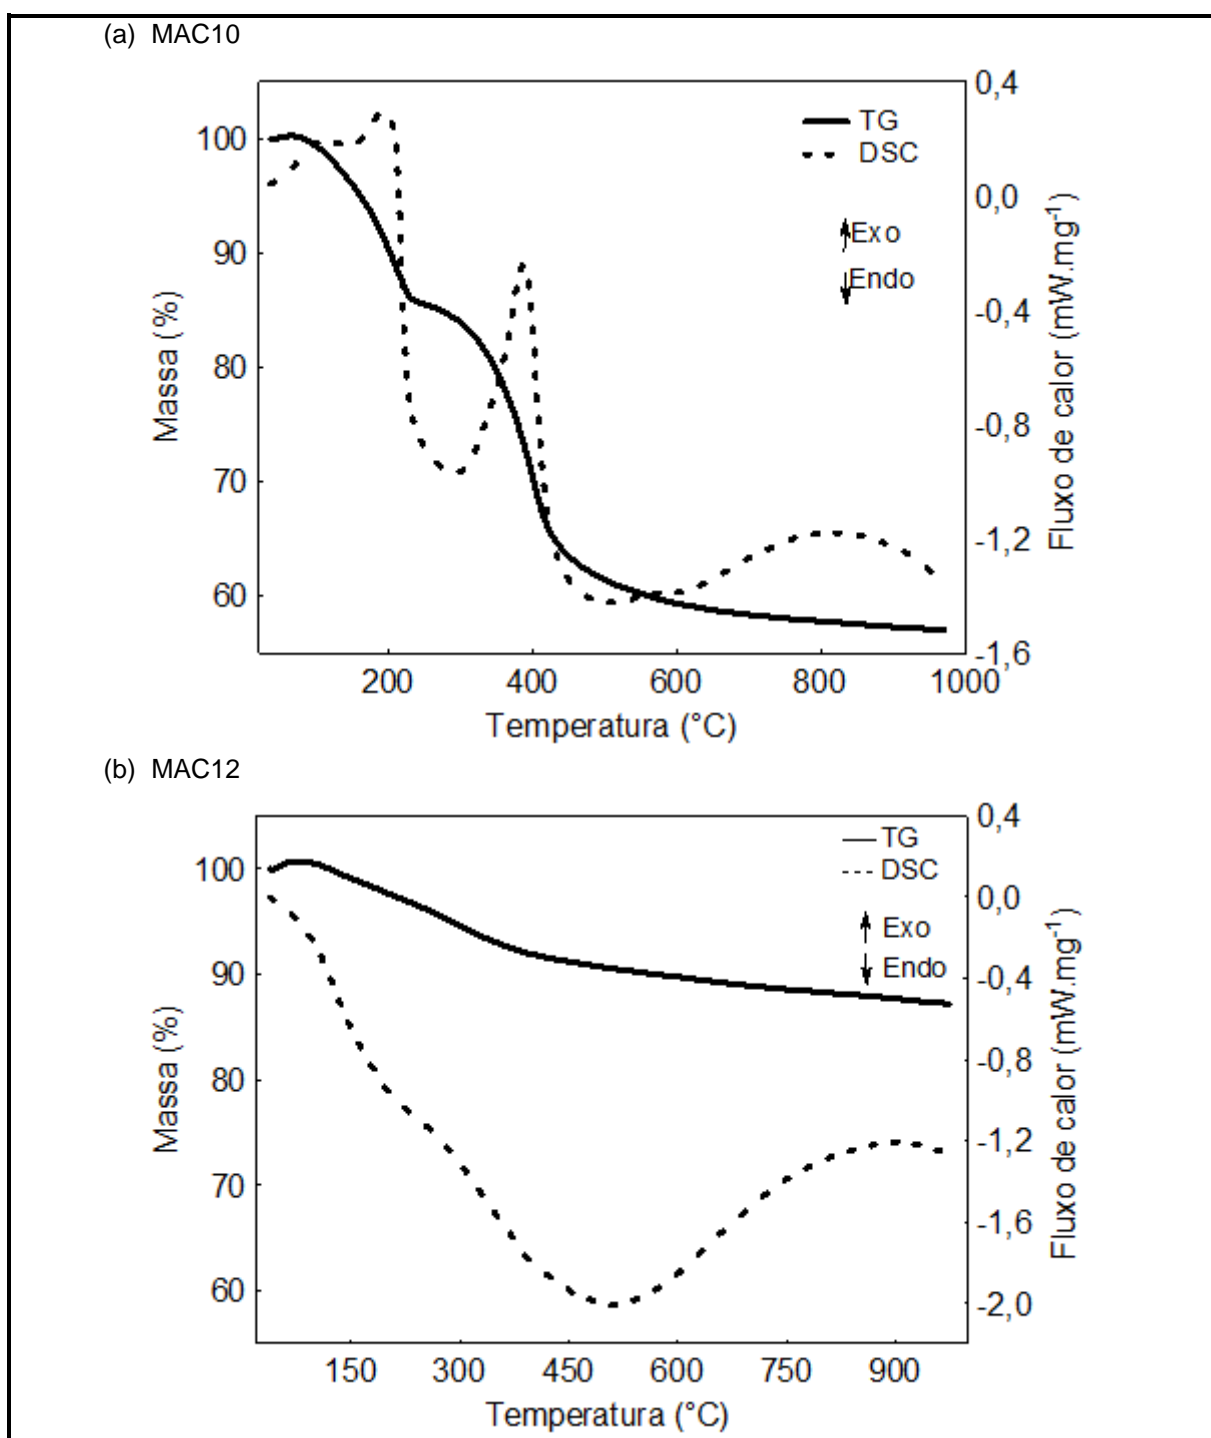 (a) MAC10
0,4
TG
100
DSC
0,0
Exo
90
Endo
-0,4
80
-0,8
70
-1,2
60
-1,6
Massa (%)
Fluxo de calor (mW.mg⁻¹)
200 400 600 800 1000
Temperatura (°C)
(b) MAC12
0,4
TG
100
DSC
0,0
Exo
90
Endo
-0,4
-0,8
80
-1,2
70
-1,6
60
-2,0
Massa (%)
Fluxo de calor (mW.mg⁻¹)
150 300 450 600 750 900
Temperatura (°C)